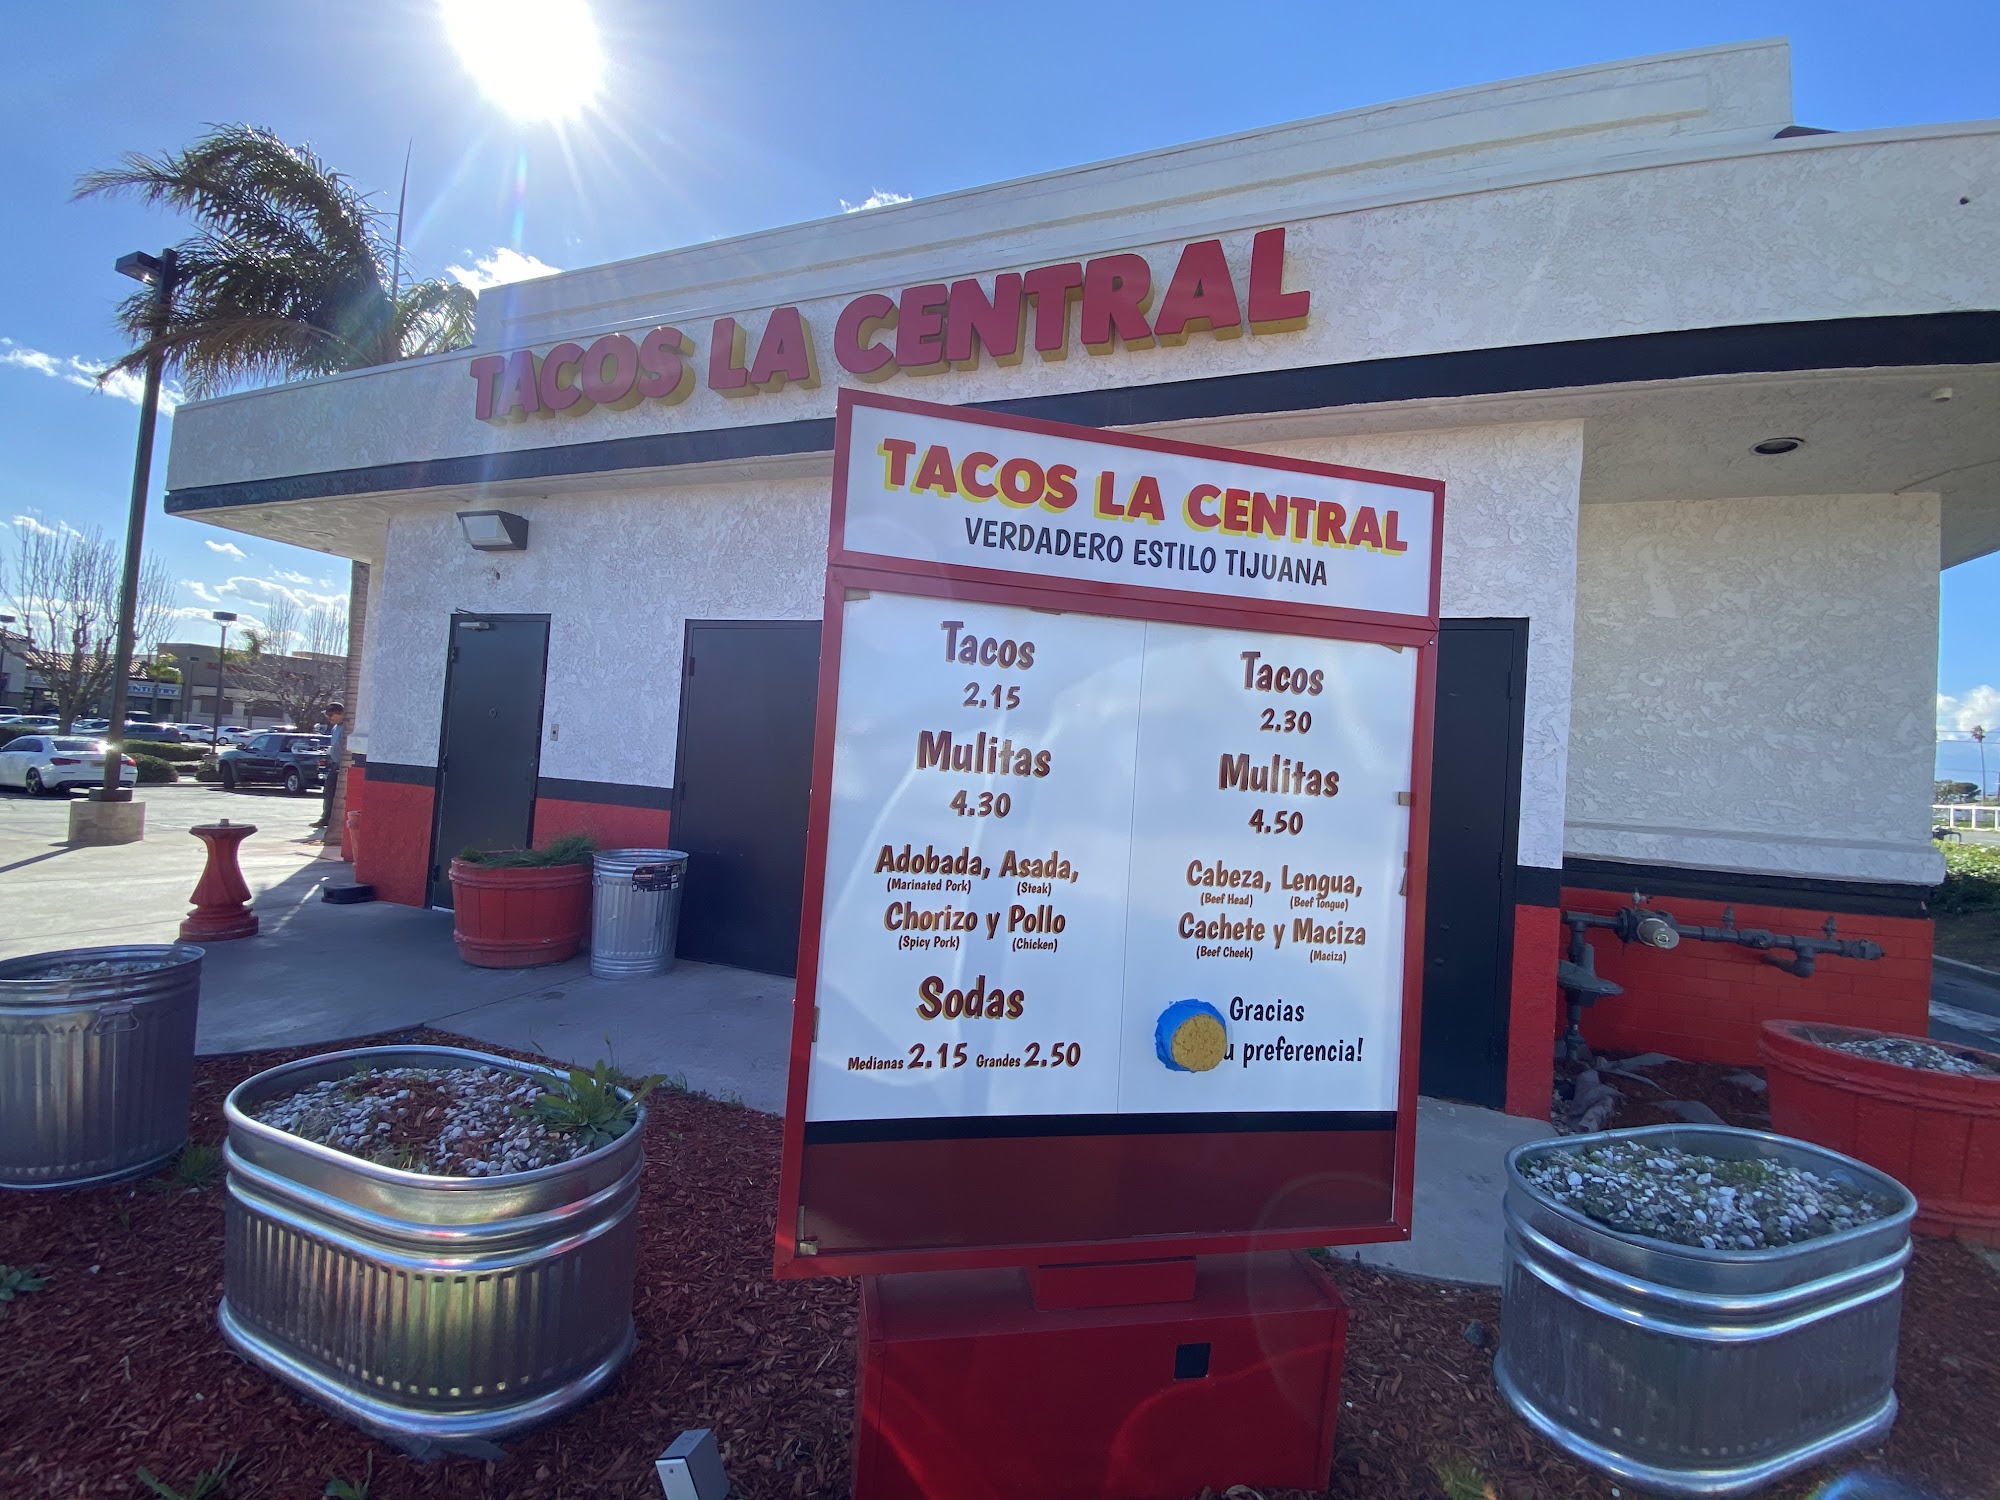 TACOS LA CENTRAL
TACOS LA CENTRAL
VERDADERO ESTILO TIJUANA
Tacos
2.15
Mulitas
4.30
Adobada, Asada,
(Marinated Pork) (Steak)
Chorizo y Pollo
(Spicy Pork) (Chicken)
Sodas
Medianas 2.15 Grandes 2.50
Tacos
2.30
Mulitas
4.50
Cabeza, Lengua,
(Beef Head) (Beef Tongue)
Cachete y Maciza
(Beef Cheek) (Maciza)
Gracias
preferencia!